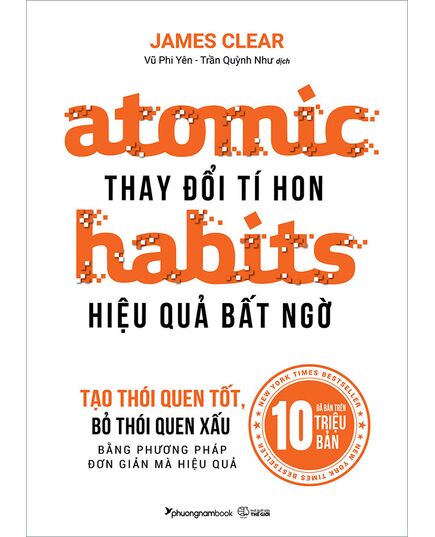 JAMES CLEAR
Vũ Phi Yên - Trần Quỳnh Như dịch
atomic
THAY ĐỔI TÍ HON
habits
HIỆU QUẢ BẤT NGỜ
TẠO THÓI QUEN TỐT,
BỎ THÓI QUEN XẤU
BẰNG PHƯƠNG PHÁP
ĐƠN GIẢN MÀ HIỆU QUẢ
NEW YORK TIMES BESTSELLER
10
ĐÃ BÁN TRÊN
TRIỆU
BẢN
NEW YORK TIMES BESTSELLER
phuongnambook
THẾ GIỚI